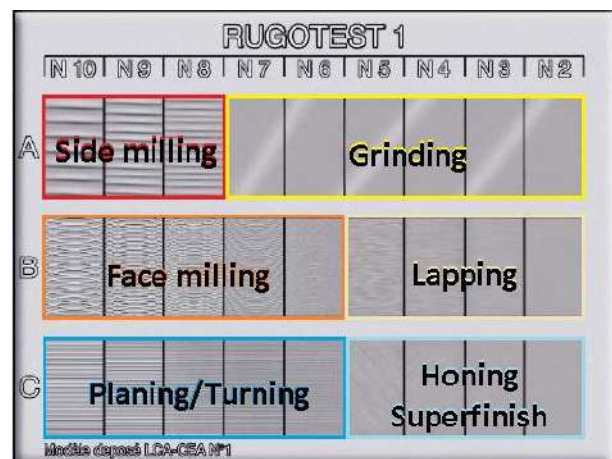 RUGOTEST 1
N10 N9 N8 N7 N6 N5 N4 N3 N2
A Side milling Grinding
B Face milling Lapping
C Planing/Turning Honing
Superfinish
Modèle deposé LCA-CEA N°1